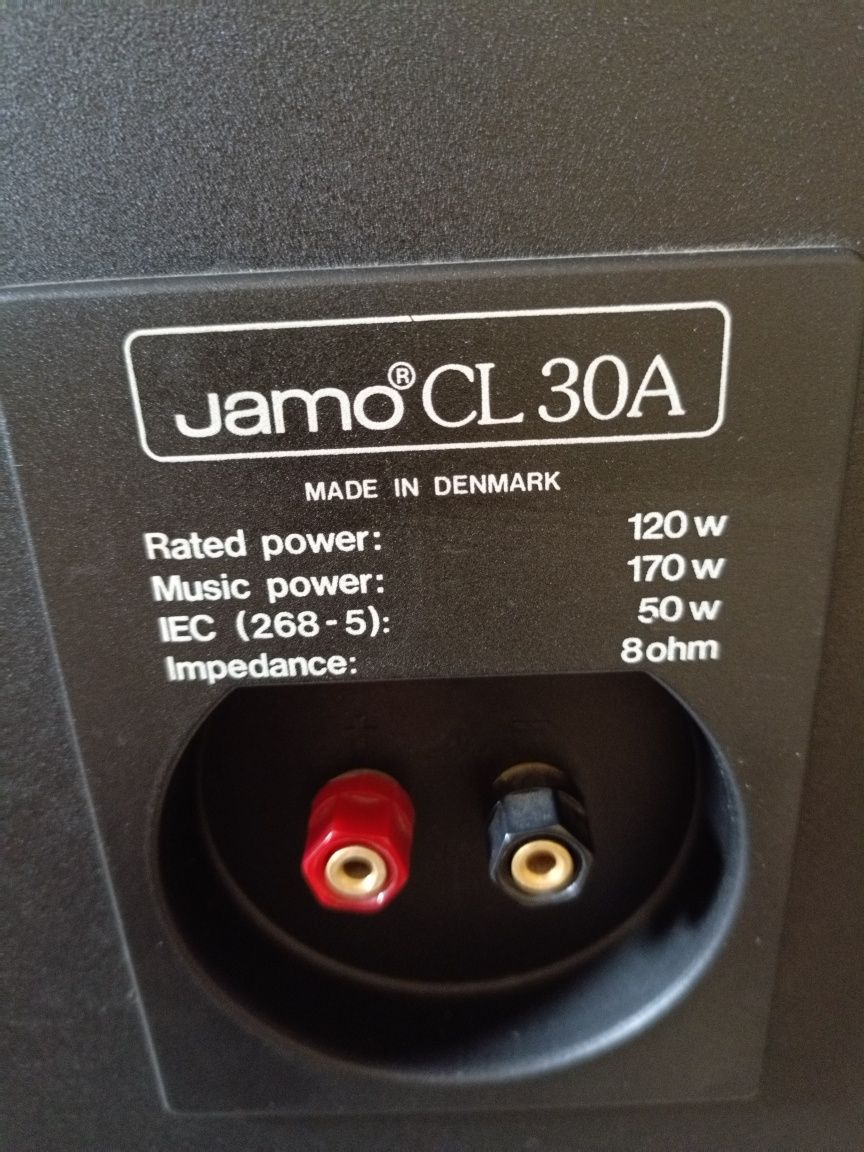 Jamo® CL 30A
MADE IN DENMARK
Rated power: 120 w
Music power: 170 w
IEC (268-5): 50 w
Impedance: 8 ohm
+ −